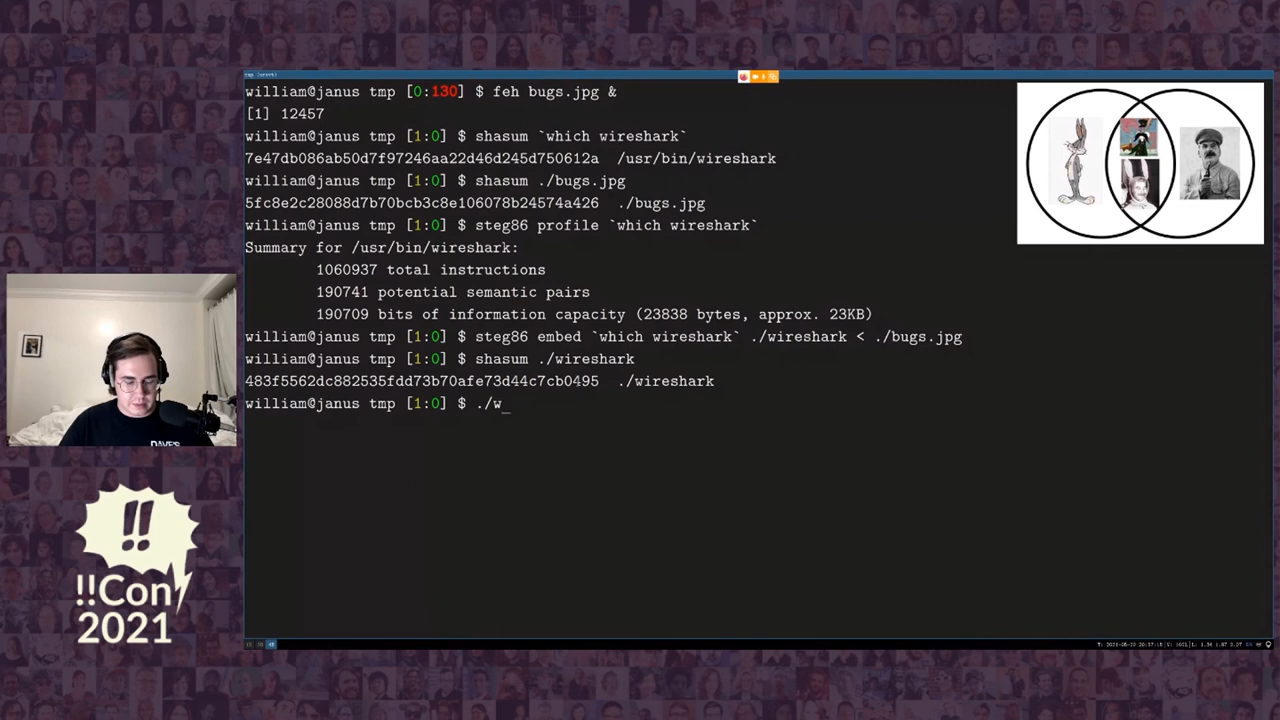 tmp (urxvt)
william@janus tmp [0:130] $ feh bugs.jpg &
[1] 12457
william@janus tmp [1:0] $ shasum `which wireshark`
7e47db086ab50d7f97246aa22d46d245d750612a  /usr/bin/wireshark
william@janus tmp [1:0] $ shasum ./bugs.jpg
5fc8e2c28088d7b70bcb3c8e106078b24574a426  ./bugs.jpg
william@janus tmp [1:0] $ steg86 profile `which wireshark`
Summary for /usr/bin/wireshark:
1060937 total instructions
190741 potential semantic pairs
190709 bits of information capacity (23838 bytes, approx. 23KB)
william@janus tmp [1:0] $ steg86 embed `which wireshark` ./wireshark < ./bugs.jpg
william@janus tmp [1:0] $ shasum ./wireshark
483f5562dc882535fdd73b70afe73d44c7cb0495  ./wireshark
william@janus tmp [1:0] $ ./w_
DAVE'S
!!
!!Con
2021